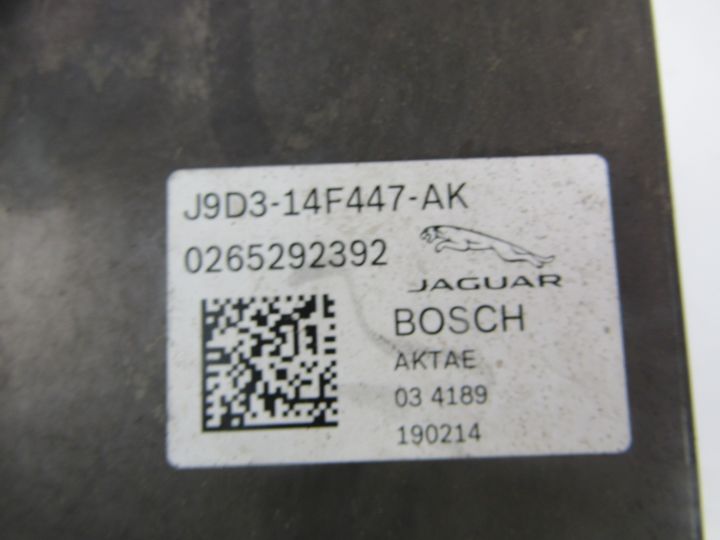 J9D3-14F447-AK
0265292392
JAGUAR
BOSCH
AKTAE
03 4189
190214